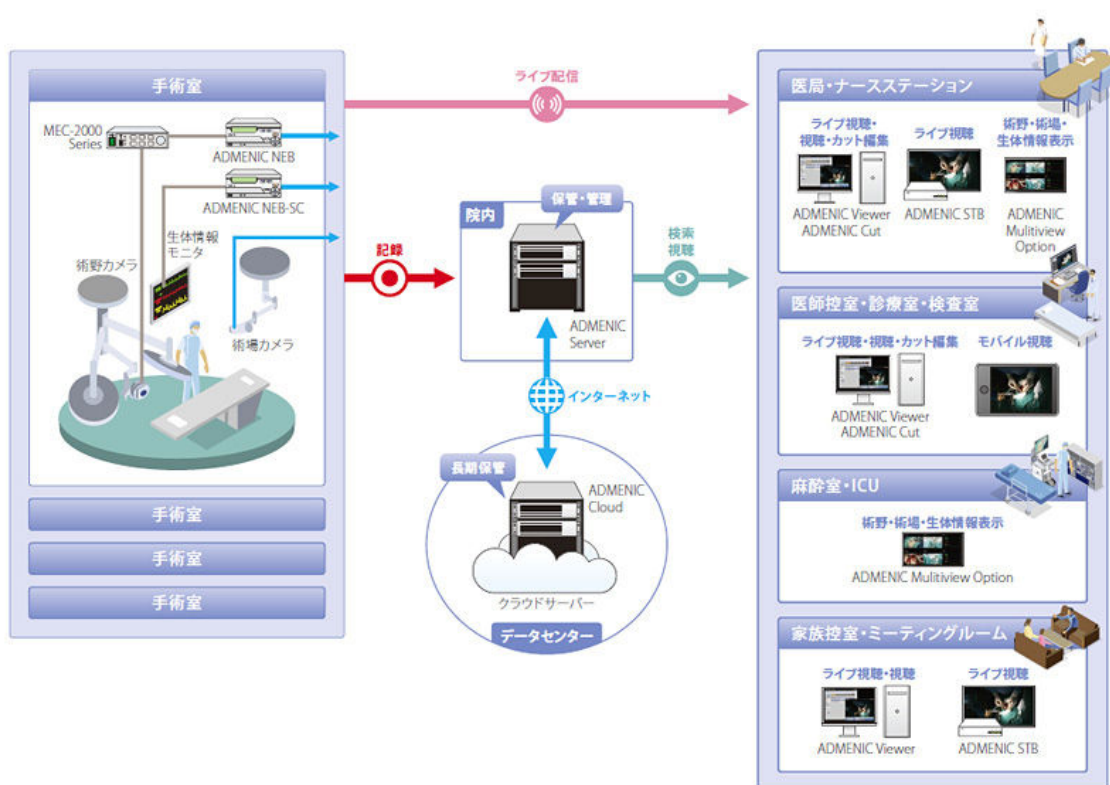 手術室
MEC-2000
Series
ADMENIC NEB
ADMENIC NEB-SC
生体情報
モニタ
術野カメラ
術場カメラ
手術室
手術室
手術室
ライブ配信
記録
院内
保管・管理
ADMENIC
Server
検索
視聴
インターネット
長期保管
ADMENIC
Cloud
クラウドサーバー
データセンター
医局・ナースステーション
ライブ視聴・
視聴・カット編集
ADMENIC Viewer
ADMENIC Cut
ライブ視聴
ADMENIC STB
術野・術場・
生体情報表示
ADMENIC
Mulitiview
Option
医師控室・診療室・検査室
ライブ視聴・視聴・カット編集
ADMENIC Viewer
ADMENIC Cut
モバイル視聴
麻酔室・ICU
術野・術場・生体情報表示
ADMENIC Mulitiview Option
家族控室・ミーティングルーム
ライブ視聴・視聴
ADMENIC Viewer
ライブ視聴
ADMENIC STB